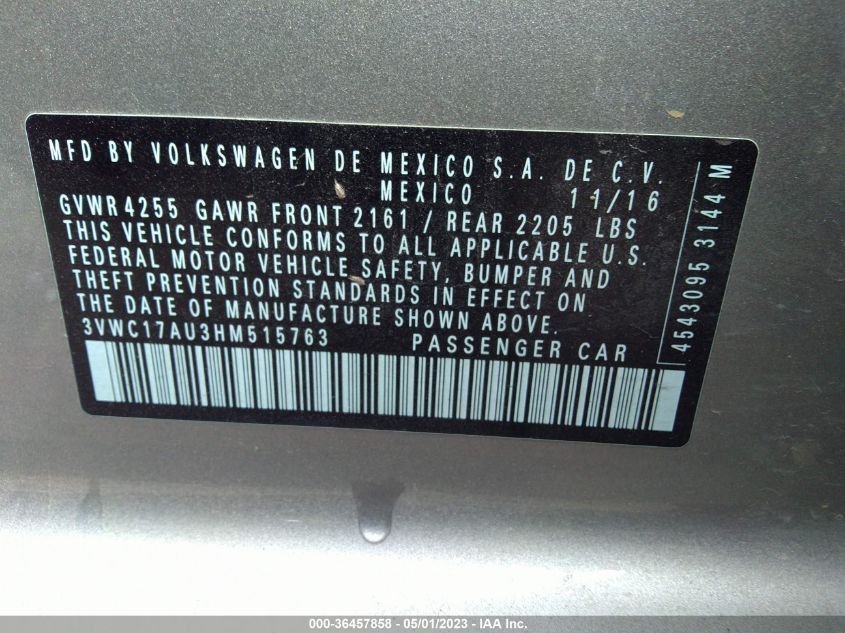 MFD BY VOLKSWAGEN DE MEXICO S.A. DE C.V.
MEXICO 11/16
GVWR 4255 GAWR FRONT 2161 / REAR 2205 LBS
THIS VEHICLE CONFORMS TO ALL APPLICABLE U.S.
FEDERAL MOTOR VEHICLE SAFETY, BUMPER AND
THEFT PREVENTION STANDARDS IN EFFECT ON
THE DATE OF MANUFACTURE SHOWN ABOVE.
3VWC17AU3HM515763 PASSENGER CAR
4543095 3144 M
000-36457858 - 05/01/2023 - IAAI Inc.